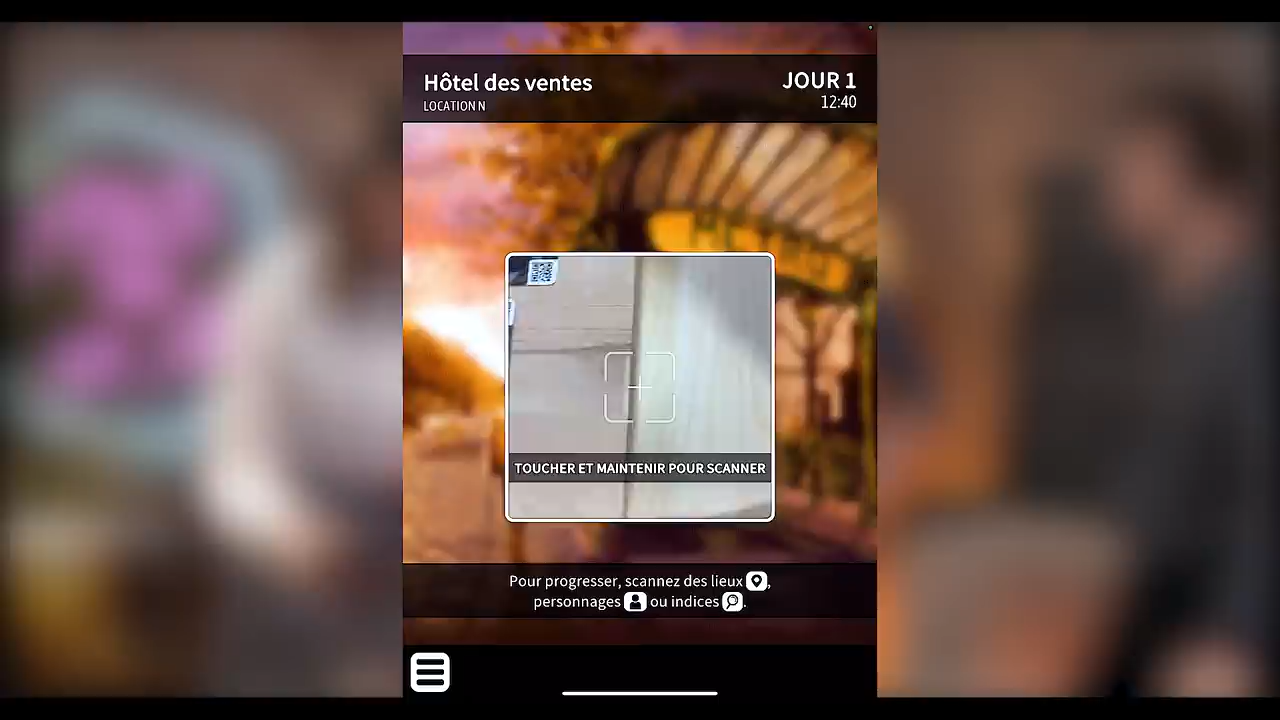 Hôtel des ventes
LOCATION N
JOUR 1
12:40
TOUCHER ET MAINTENIR POUR SCANNER
Pour progresser, scannez des lieux ,
personnages ou indices .